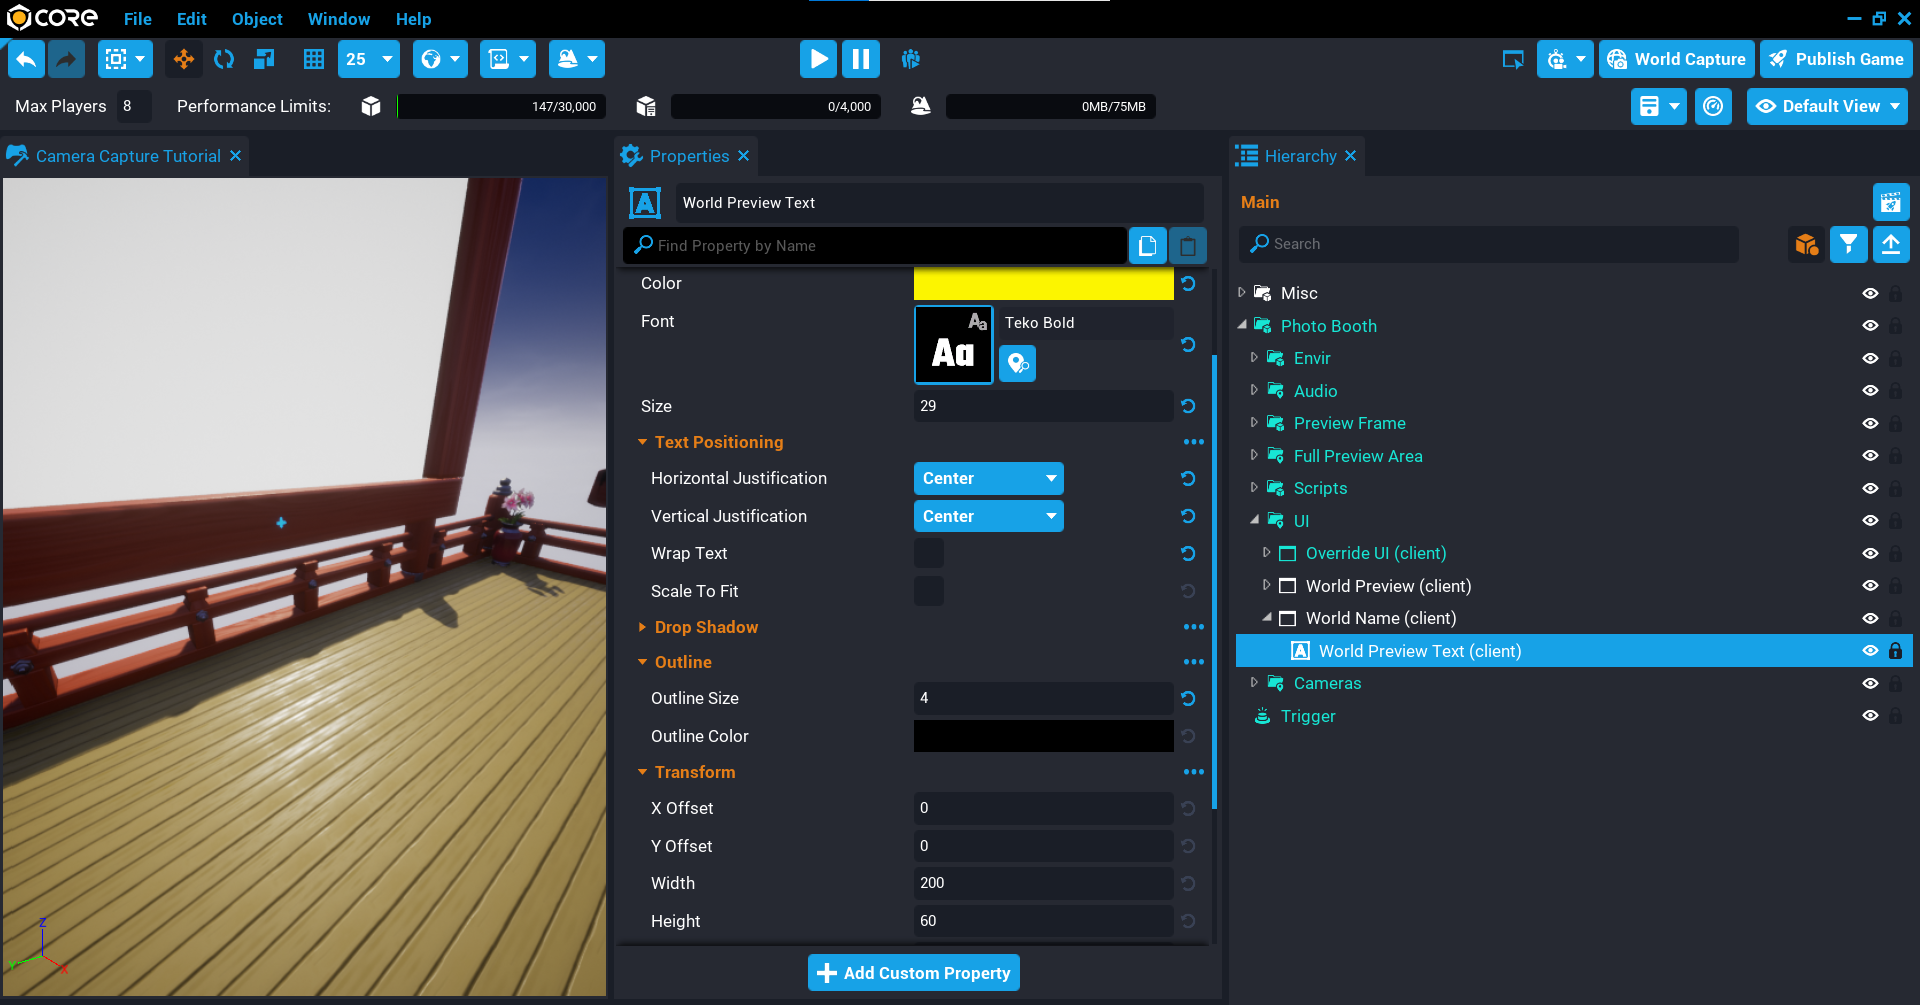 CORE File Edit Object Window Help
25 World Capture Publish Game
Max Players 8 Performance Limits: 147/30,000 0/4,000 0MB/75MB Default View
Camera Capture Tutorial
Z
Y
X
Properties
A World Preview Text
Find Property by Name
Color
Font Aa Aa Teko Bold
Size 29
Text Positioning
Horizontal Justification Center
Vertical Justification Center
Wrap Text
Scale To Fit
Drop Shadow
Outline
Outline Size 4
Outline Color
Transform
X Offset 0
Y Offset 0
Width 200
Height 60
Add Custom Property
Hierarchy
Main
Search
Misc
Photo Booth
Envir
Audio
Preview Frame
Full Preview Area
Scripts
UI
Override UI (client)
World Preview (client)
World Name (client)
A World Preview Text (client)
Cameras
Trigger